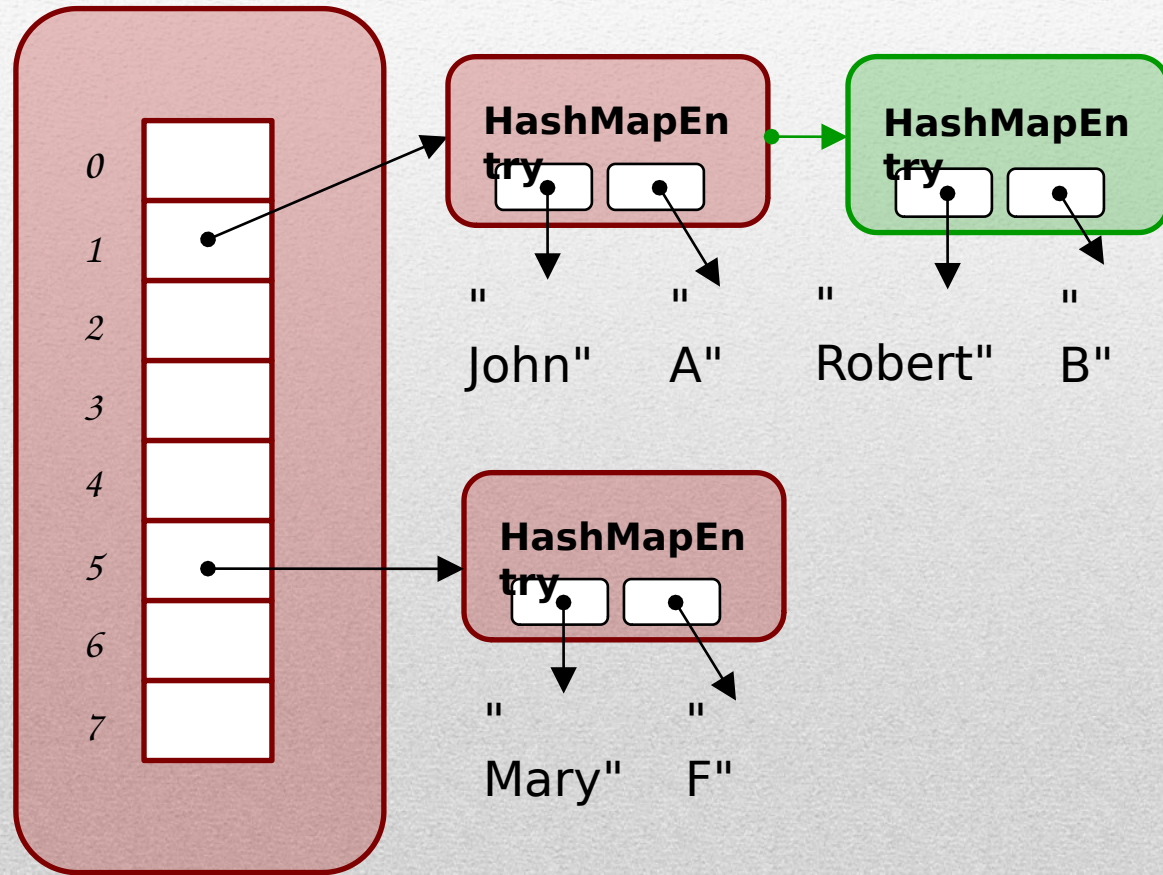 HashMapEn
try
HashMapEn
try
0
1
2
3
4
5
6
7
"
John"
"
A"
"
Robert"
"
B"
HashMapEn
try
"
Mary"
"
F"